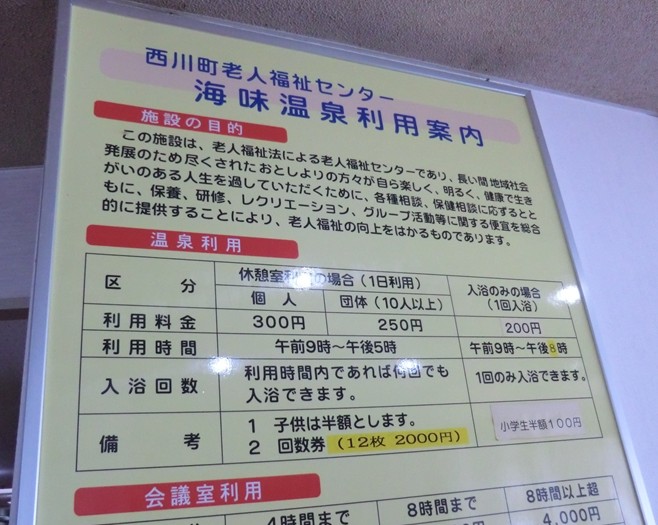 西川町老人福祉センター
海味温泉利用案内
施設の目的
この施設は、老人福祉法による老人福祉センターであり、長い間地域社会
発展のため尽くされたおとしよりの方々が自ら楽しく、明るく、健康で生き
がいのある人生を過していただくために、各種相談、保健相談に応ずるとと
もに、保養、研修、レクリエーション、グループ活動等に関する便宜を総合
的に提供することにより、老人福祉の向上をはかるものであります。
温泉利用
区分 休憩室利の場合(1日利用) 入浴のみの場合
個人 団体(10人以上) (1回入浴)
利用料金 300円 250円 200円
利用時間 午前9時～午後5時 午前9時～午後8時
入浴回数 利用時間内であれば何回でも 1回のみ入浴できます。
入浴できます。
備考 1 子供は半額とします。 小学生半額100円
2 回数券(12枚 2000円)
会議室利用
4時間まで 8時間まで 8時間以上超
4,000円